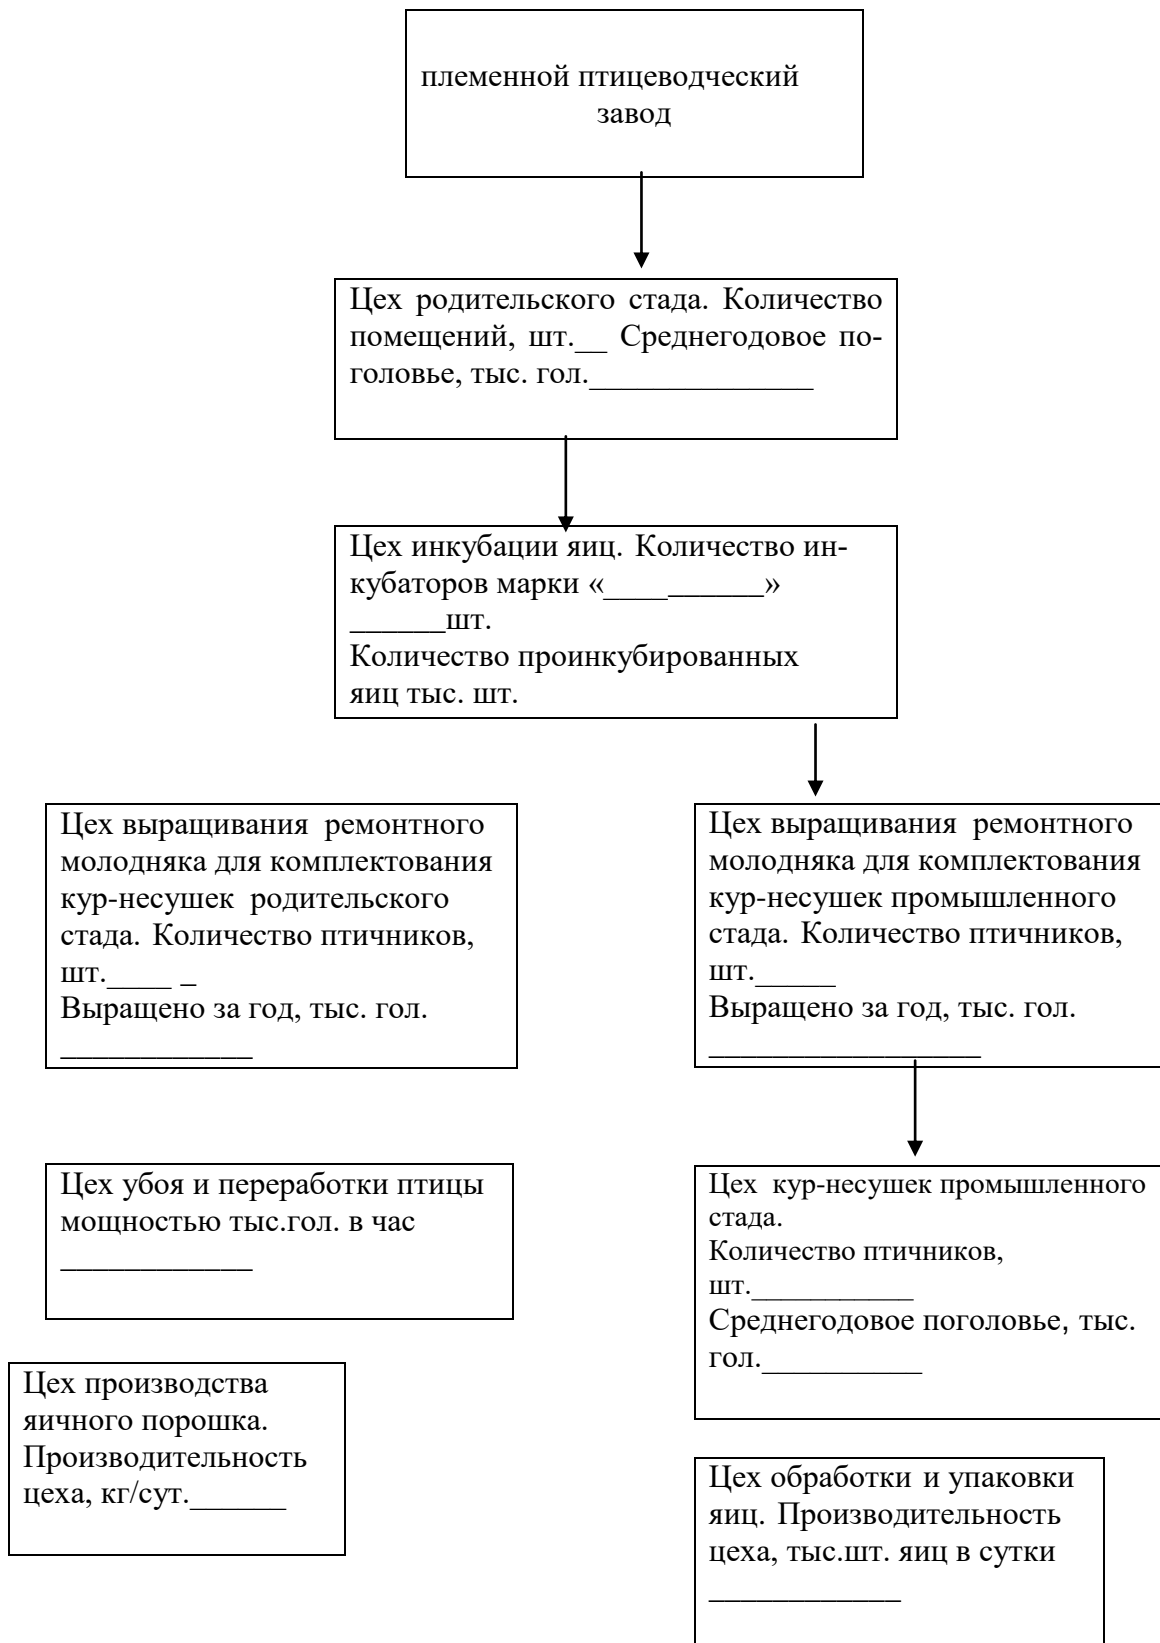 племенной птицеводческий
завод
Цех родительского стада. Количество
помещений, шт.__ Среднегодовое по-
головье, тыс. гол.______________
Цех инкубации яиц. Количество ин-
кубаторов марки «__________»
______шт.
Количество проинкубированных
яиц тыс. шт.
Цех выращивания ремонтного
молодняка для комплектования
кур-несушек родительского
стада. Количество птичников,
шт.____ _
Выращено за год, тыс. гол.
____________
Цех выращивания ремонтного
молодняка для комплектования
кур-несушек промышленного
стада. Количество птичников,
шт._____
Выращено за год, тыс. гол.
_________________
Цех убоя и переработки птицы
мощностью тыс.гол. в час
____________
Цех кур-несушек промышленного
стада.
Количество птичников,
шт.____________
Среднегодовое поголовье, тыс.
гол.__________
Цех производства
яичного порошка.
Производительность
цеха, кг/сут.______
Цех обработки и упаковки
яиц. Производительность
цеха, тыс.шт. яиц в сутки
____________